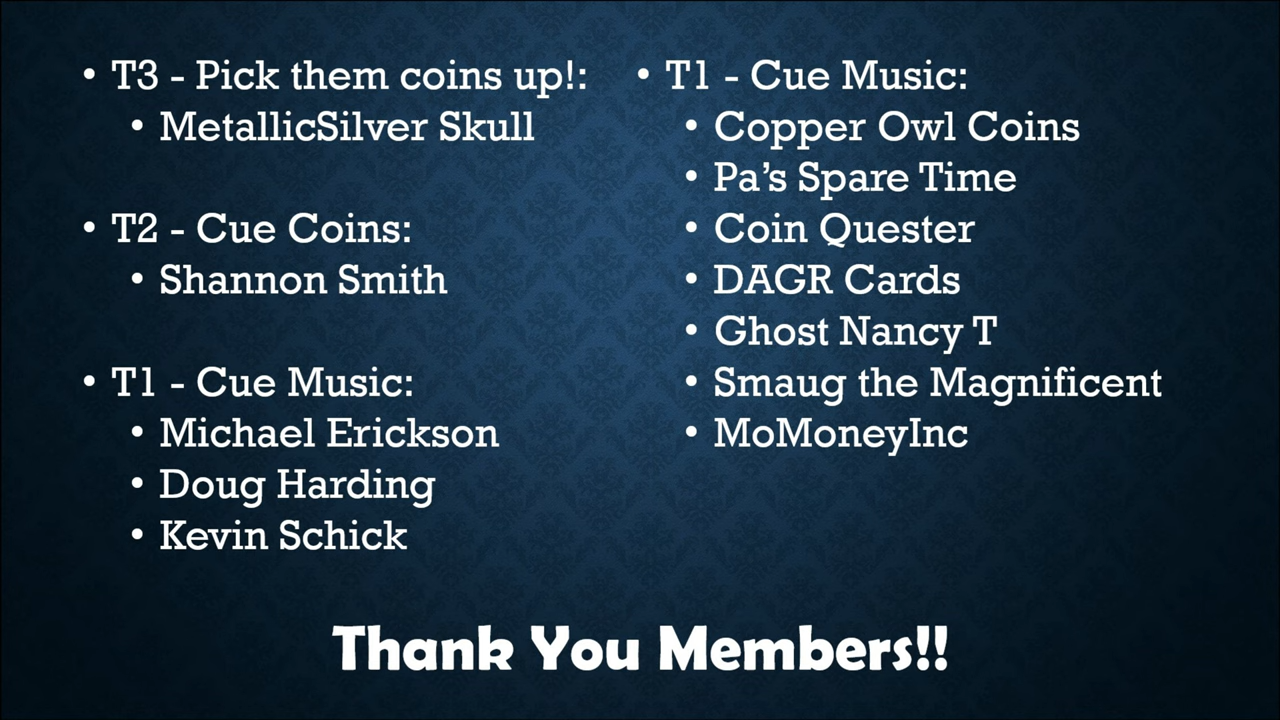 • T3 - Pick them coins up!:
• MetallicSilver Skull
• T2 - Cue Coins:
• Shannon Smith
• T1 - Cue Music:
• Michael Erickson
• Doug Harding
• Kevin Schick
• T1 - Cue Music:
• Copper Owl Coins
• Pa’s Spare Time
• Coin Quester
• DAGR Cards
• Ghost Nancy T
• Smaug the Magnificent
• MoMoneyInc
Thank You Members!!